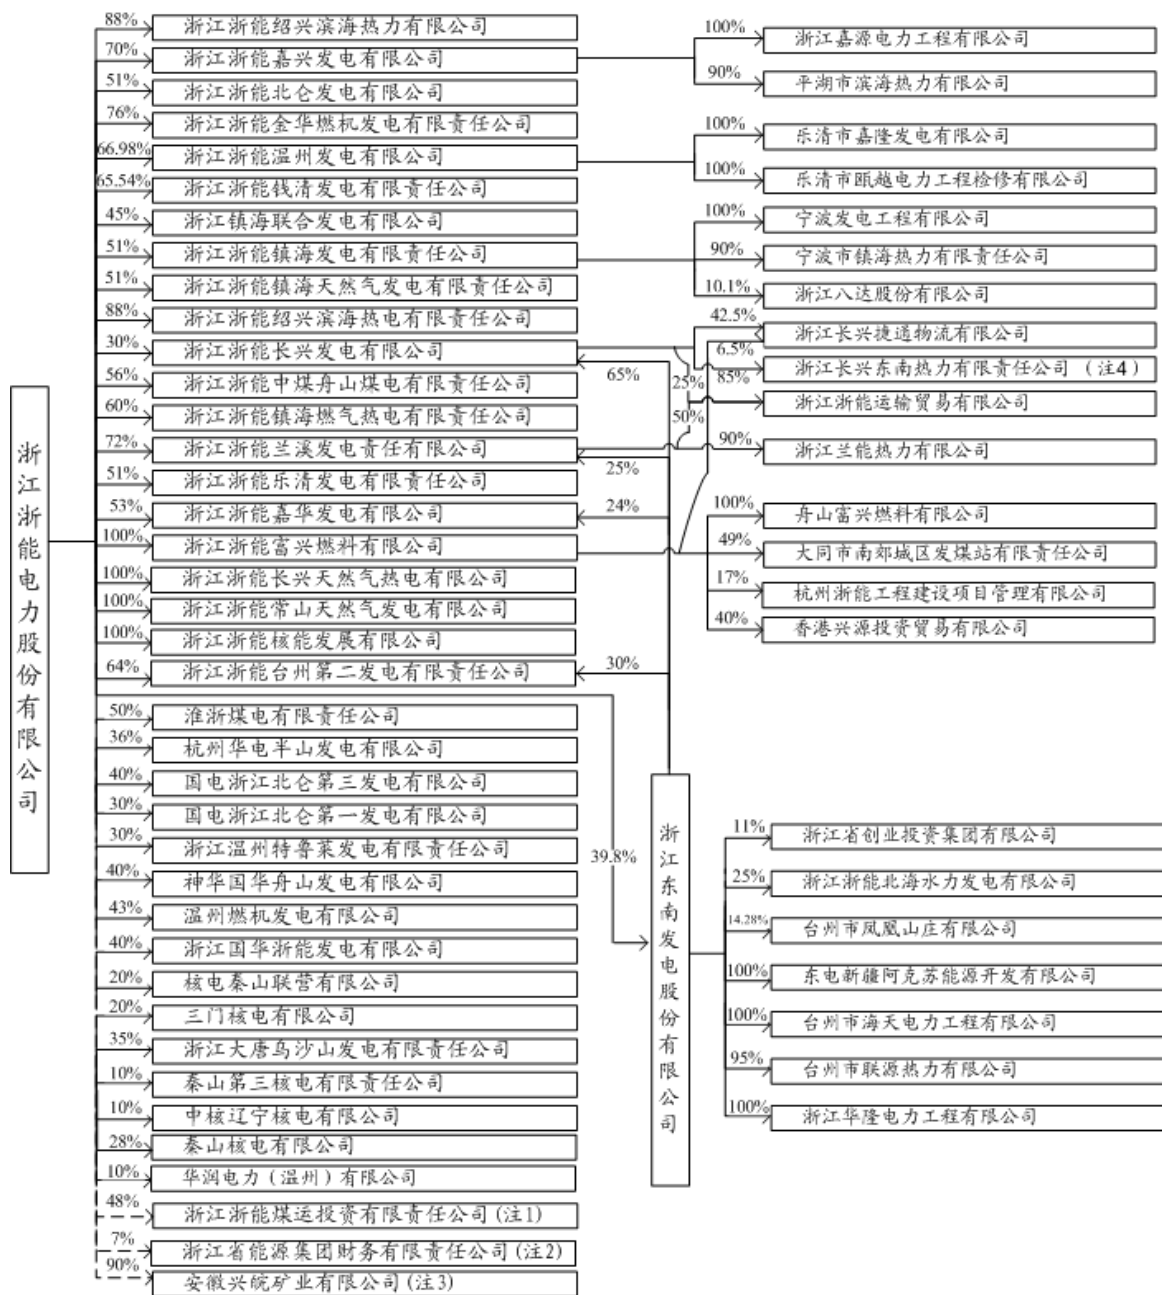 浙江浙能电力股份有限公司
88%
浙江浙能绍兴滨海热力有限公司
70%
浙江浙能嘉兴发电有限公司
51%
浙江浙能北仑发电有限公司
76%
浙江浙能金华燃机发电有限责任公司
66.98%
浙江浙能温州发电有限公司
65.54%
浙江浙能钱清发电有限责任公司
45%
浙江镇海联合发电有限公司
51%
浙江浙能镇海发电有限责任公司
51%
浙江浙能镇海天然气发电有限责任公司
88%
浙江浙能绍兴滨海热电有限责任公司
30%
浙江浙能长兴发电有限公司
56%
浙江浙能中煤舟山煤电有限责任公司
60%
浙江浙能镇海燃气热电有限责任公司
72%
浙江浙能兰溪发电责任有限公司
51%
浙江浙能乐清发电有限责任公司
53%
浙江浙能嘉华发电有限公司
100%
浙江浙能富兴燃料有限公司
100%
浙江浙能长兴天然气热电有限公司
100%
浙江浙能常山天然气发电有限公司
100%
浙江浙能核能发展有限公司
64%
浙江浙能台州第二发电有限责任公司
50%
淮浙煤电有限责任公司
36%
杭州华电半山发电有限公司
40%
国电浙江北仑第三发电有限公司
30%
国电浙江北仑第一发电有限公司
30%
浙江温州特鲁莱发电有限责任公司
40%
神华国华舟山发电有限公司
43%
温州燃机发电有限公司
40%
浙江国华浙能发电有限公司
20%
核电秦山联营有限公司
20%
三门核电有限公司
35%
浙江大唐乌沙山发电有限责任公司
10%
秦山第三核电有限责任公司
10%
中核辽宁核电有限公司
28%
秦山核电有限公司
10%
华润电力（温州）有限公司
48%
浙江浙能煤运投资有限责任公司(注1)
7%
浙江省能源集团财务有限责任公司(注2)
90%
安徽兴皖矿业有限公司(注3)
100%
浙江嘉源电力工程有限公司
90%
平湖市滨海热力有限公司
100%
乐清市嘉隆发电有限公司
100%
乐清市瓯越电力工程检修有限公司
100%
宁波发电工程有限公司
90%
宁波市镇海热力有限责任公司
10.1%
浙江八达股份有限公司
42.5%
浙江长兴捷通物流有限公司
6.5%
65%
25%
85%
浙江长兴东南热力有限责任公司（注4）
浙江浙能运输贸易有限公司
50%
90%
浙江兰能热力有限公司
25%
24%
100%
舟山富兴燃料有限公司
49%
大同市南郊城区发煤站有限责任公司
17%
杭州浙能工程建设项目管理有限公司
40%
香港兴源投资贸易有限公司
30%
39.8%
浙江东南发电股份有限公司
11%
浙江省创业投资集团有限公司
25%
浙江浙能北海水力发电有限公司
14.28%
台州市凤凰山庄有限公司
100%
东电新疆阿克苏能源开发有限公司
100%
台州市海天电力工程有限公司
95%
台州市联源热力有限公司
100%
浙江华隆电力工程有限公司